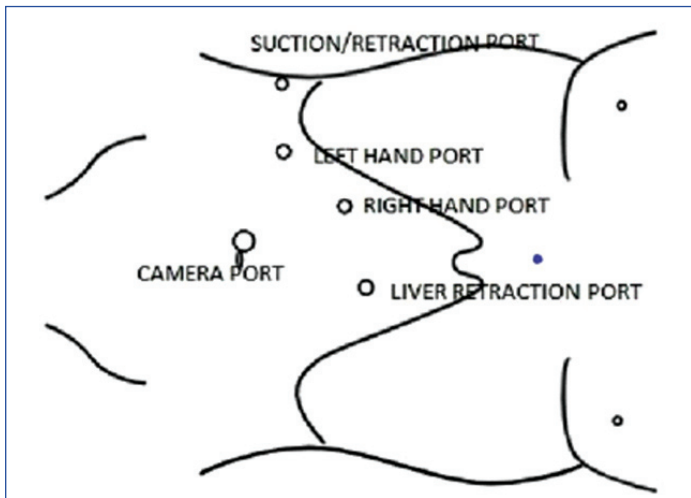 SUCTION/RETRACTION PORT
LEFT HAND PORT
RIGHT HAND PORT
CAMERA PORT
LIVER RETRACTION PORT